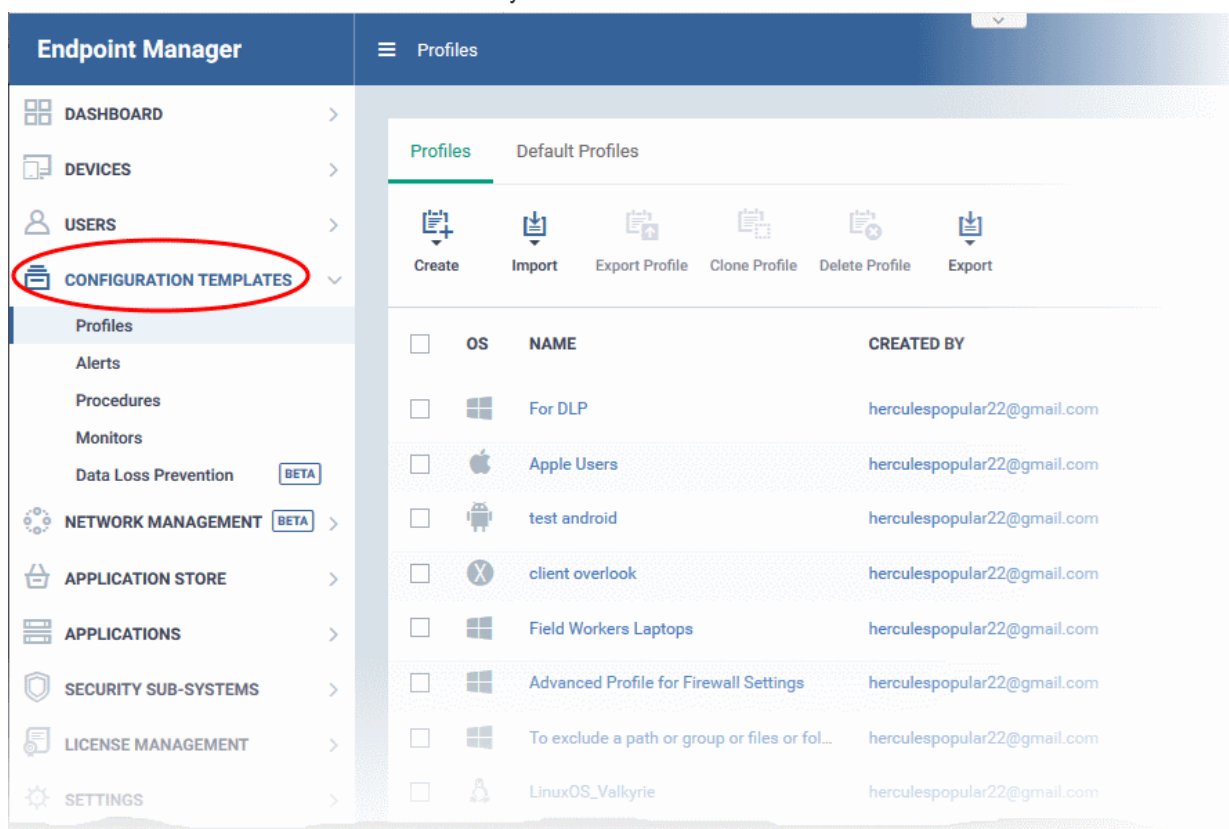 Endpoint Manager
Profiles
DASHBOARD
DEVICES
USERS
CONFIGURATION TEMPLATES
Profiles
Alerts
Procedures
Monitors
Data Loss Prevention BETA
NETWORK MANAGEMENT BETA
APPLICATION STORE
APPLICATIONS
SECURITY SUB-SYSTEMS
LICENSE MANAGEMENT
SETTINGS
Profiles Default Profiles
Create Import Export Profile Clone Profile Delete Profile Export
OS NAME CREATED BY
For DLP herculespopular22@gmail.com
Apple Users herculespopular22@gmail.com
test android herculespopular22@gmail.com
client overlook herculespopular22@gmail.com
Field Workers Laptops herculespopular22@gmail.com
Advanced Profile for Firewall Settings herculespopular22@gmail.com
To exclude a path or group or files or fol... herculespopular22@gmail.com
LinuxOS_Valkyrie herculespopular22@gmail.com